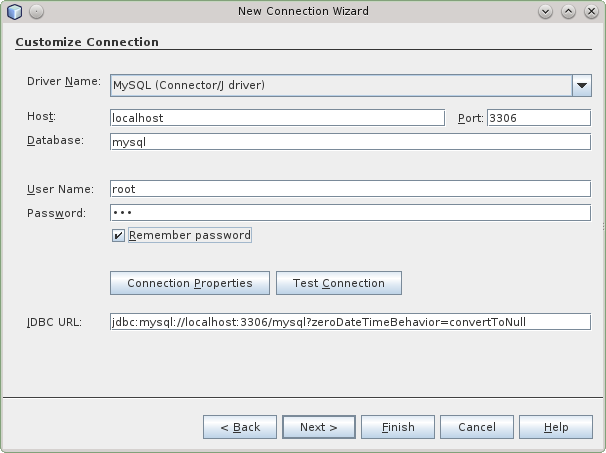 New Connection Wizard
Customize Connection
Driver Name: MySQL (Connector/J driver)
Host: localhost Port: 3306
Database: mysql
User Name: root
Password: •••
Remember password
Connection Properties Test Connection
JDBC URL: jdbc:mysql://localhost:3306/mysql?zeroDateTimeBehavior=convertToNull
< Back Next > Finish Cancel Help